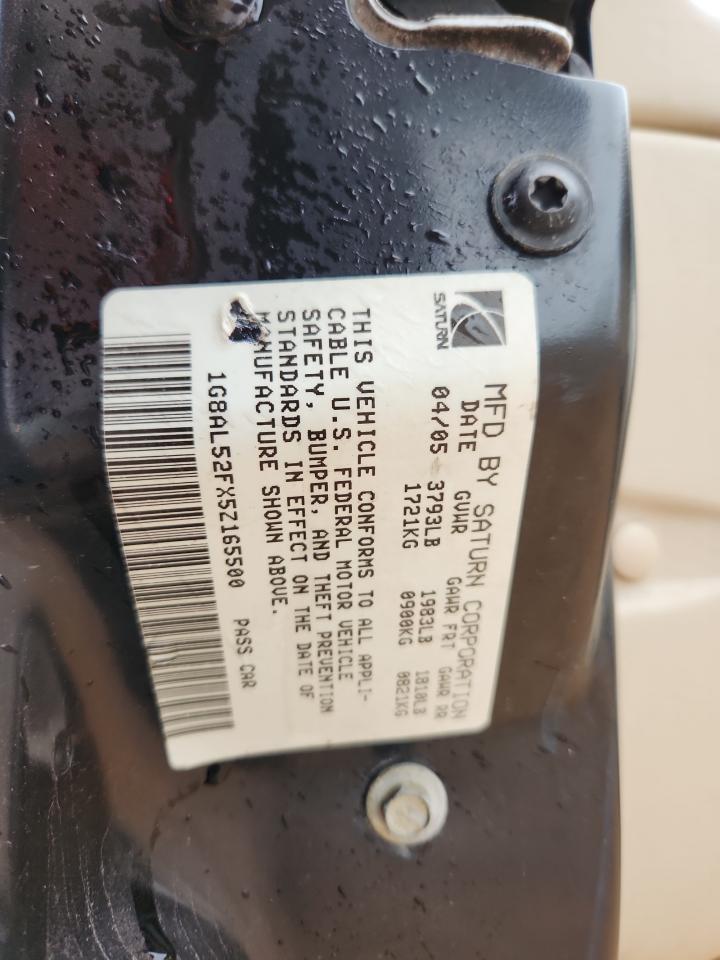 SATURN
MFD BY SATURN CORPORATION
DATE GVWR GAWR FRT GAWR RR
04/05 3793LB 1983LB 1810LB
1721KG 0900KG 0821KG
THIS VEHICLE CONFORMS TO ALL APPLI-
CABLE U.S. FEDERAL MOTOR VEHICLE
SAFETY, BUMPER, AND THEFT PREVENTION
STANDARDS IN EFFECT ON THE DATE OF
MANUFACTURE SHOWN ABOVE.
1G8AL52FX5Z165500 PASS CAR